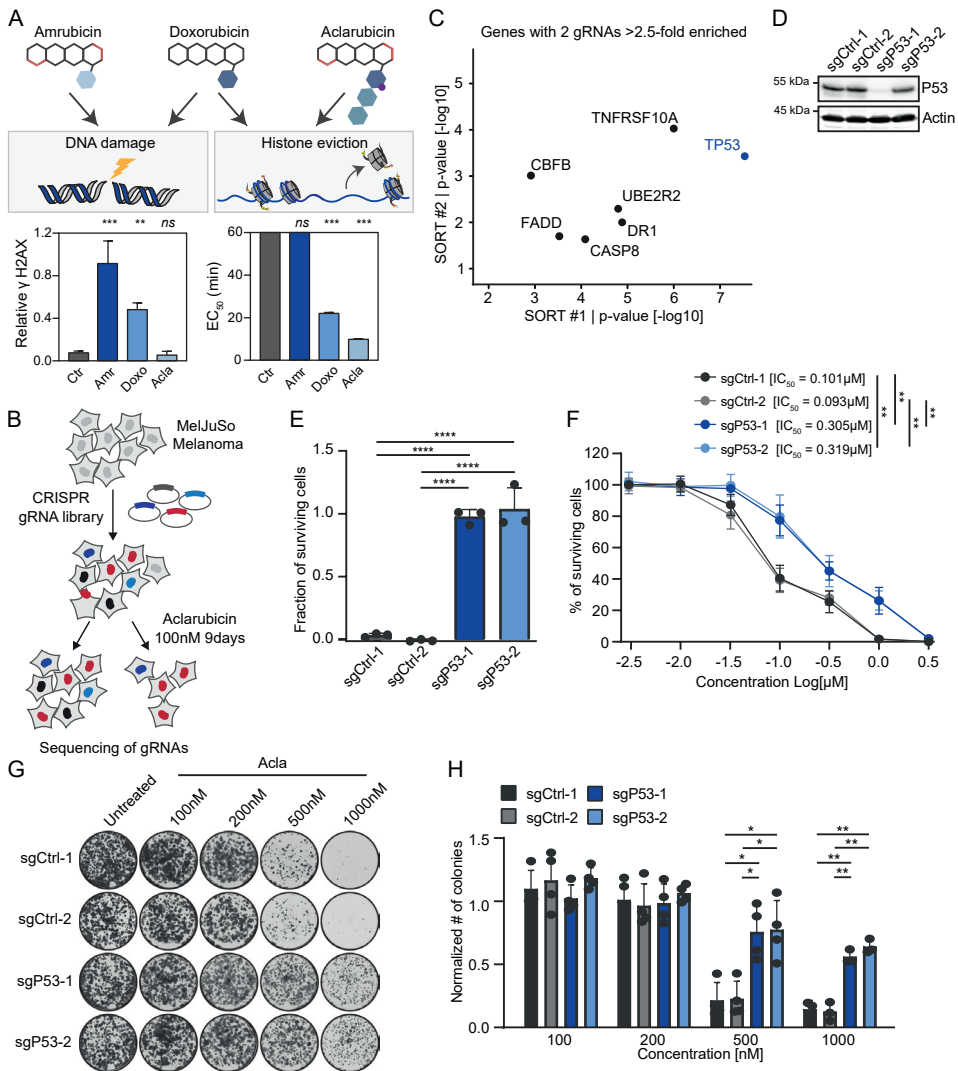 A
Amrubicin
Doxorubicin
Aclarubicin
DNA damage
Histone eviction
*** ** ns
Relative γ H2AX
1.2
0.6
0.0
Ctr
Amr
Doxo
Acla
ns *** ***
EC50 (min)
60
40
20
0
Ctr
Amr
Doxo
Acla
B
MelJuSo
Melanoma
CRISPR
gRNA library
Aclarubicin
100nM 9days
Sequencing of gRNAs
C
Genes with 2 gRNAs >2.5-fold enriched
SORT #2 | p-value [-log10]
5
4
3
2
1
TNFRSF10A
TP53
CBFB
UBE2R2
FADD
DR1
CASP8
2 3 4 5 6 7
SORT #1 | p-value [-log10]
D
sgCtrl-1
sgCtrl-2
sgP53-1
sgP53-2
55 kDa
P53
45 kDa
Actin
E
Fraction of surviving cells
1.5
1.0
0.5
0.0
****
****
****
****
sgCtrl-1
sgCtrl-2
sgP53-1
sgP53-2
F
sgCtrl-1 [IC50 = 0.101µM]
sgCtrl-2 [IC50 = 0.093µM]
sgP53-1 [IC50 = 0.305µM]
sgP53-2 [IC50 = 0.319µM]
**
**
**
**
% of surviving cells
120
100
80
60
40
20
0
-2.5 -2.0 -1.5 -1.0 -0.5 0.0 0.5
Concentration Log[µM]
G
Acla
Untreated
100nM
200nM
500nM
1000nM
sgCtrl-1
sgCtrl-2
sgP53-1
sgP53-2
H
sgCtrl-1
sgCtrl-2
sgP53-1
sgP53-2
Normalized # of colonies
1.5
1.0
0.5
0.0
*
*
*
*
**
**
**
**
100 200 500 1000
Concentration [nM]